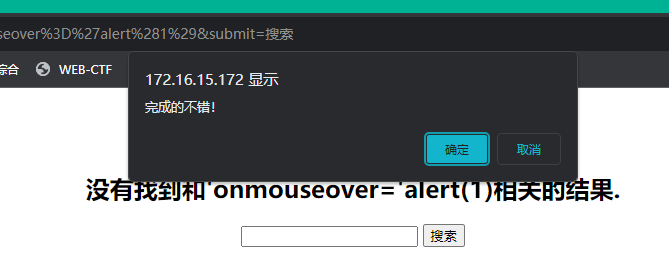 seover%3D%27alert%281%29&submit=搜索
综合 WEB-CTF
172.16.15.172 显示
完成的不错！
确定 取消
没有找到和'onmouseover='alert(1)相关的结果.
搜索